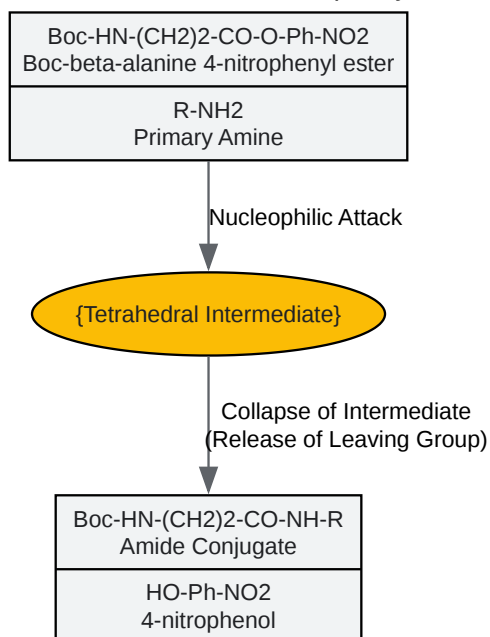 Boc-HN-(CH2)2-CO-O-Ph-NO2
Boc-beta-alanine 4-nitrophenyl ester
R-NH2
Primary Amine
Nucleophilic Attack
{Tetrahedral Intermediate}
Collapse of Intermediate
(Release of Leaving Group)
Boc-HN-(CH2)2-CO-NH-R
Amide Conjugate
HO-Ph-NO2
4-nitrophenol